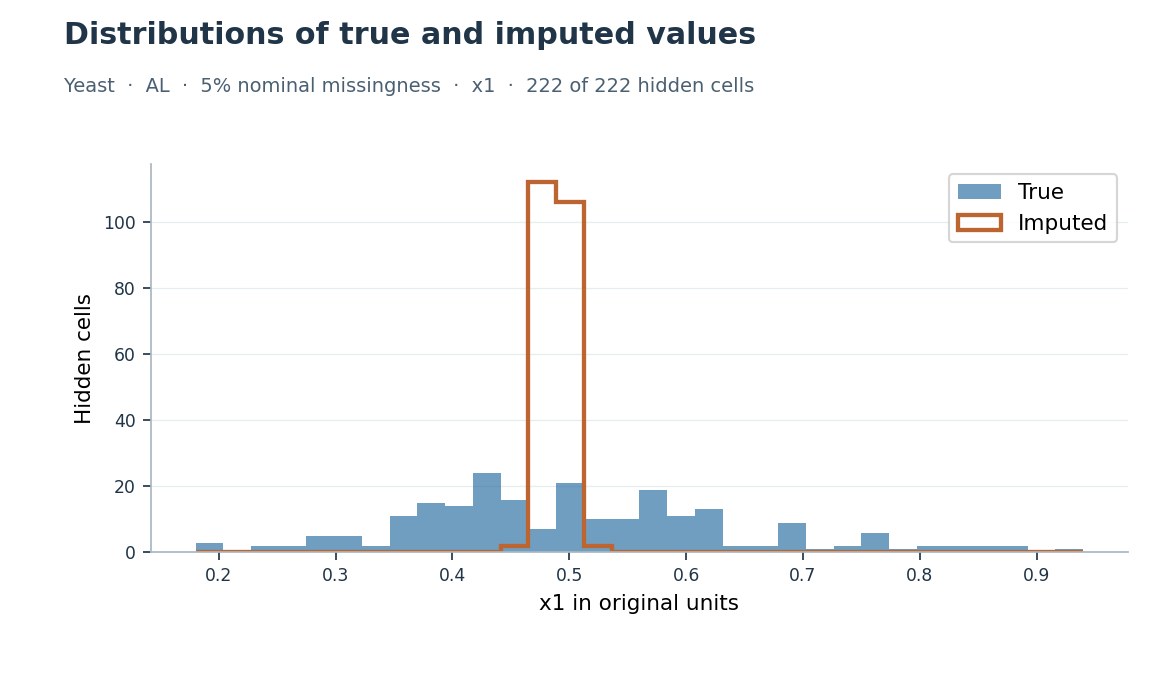 Distributions of true and imputed values
Yeast · AL · 5% nominal missingness · x1 · 222 of 222 hidden cells
True
Imputed
100
80
60
40
20
0
Hidden cells
0.2 0.3 0.4 0.5 0.6 0.7 0.8 0.9
x1 in original units